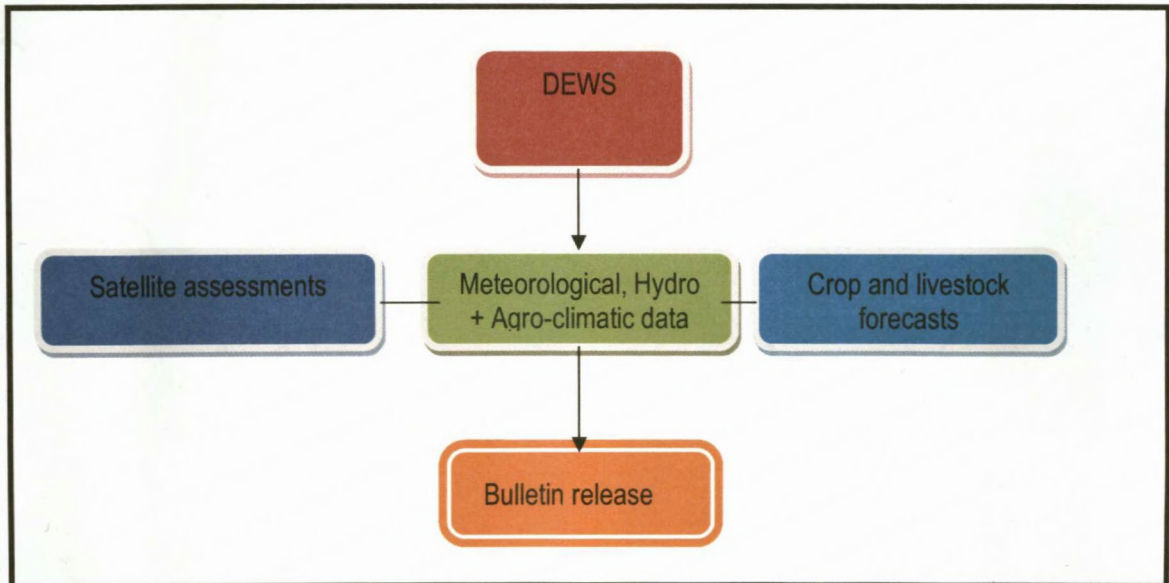 DEWS
Satellite assessments
Meteorological, Hydro
+ Agro-climatic data
Crop and livestock
forecasts
Bulletin release